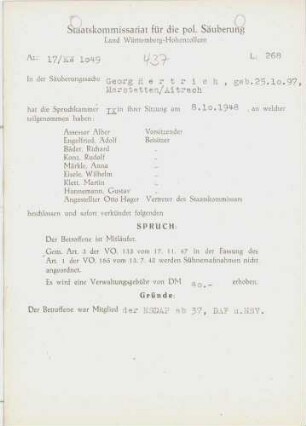 Staatskommissariat für die pol. Säuberung
Land Württemberg-Hohenzollern
Az: 17/KW 1049 437 L. 268
In der Säuberungssache Georg Hertrich, geb.25.10.97,
Marstetten/Aitrach
hat die Spruchkammer IX in ihrer Sitzung am 8.10.1948, an welcher
teilgenommen haben:
Assessor Alber Vorsitzender
Engelfried, Adolf Beisitzer
Bäder, Richard "
Kunz, Rudolf "
Märkle, Anna "
Eisele, Wilhelm "
Klett, Martin "
Hannemann, Gustav "
Angestellter Otto Hager Vertreter des Staatskommissars
beschlossen und sofort verkündet folgenden
SPRUCH:
Der Betroffene ist Mitläufer.
Gem. Art. 2 der VO. 133 vom 17. 11. 47 in der Fassung des
Art. 1 der VO. 165 vom 13. 7. 48 werden Sühnemaßnahmen nicht
angeordnet.
Es wird eine Verwaltungsgebühr von DM 40.- erhoben.
Gründe:
Der Betroffene war Mitglied der NSDAP ab 37, DAF u.NSV.